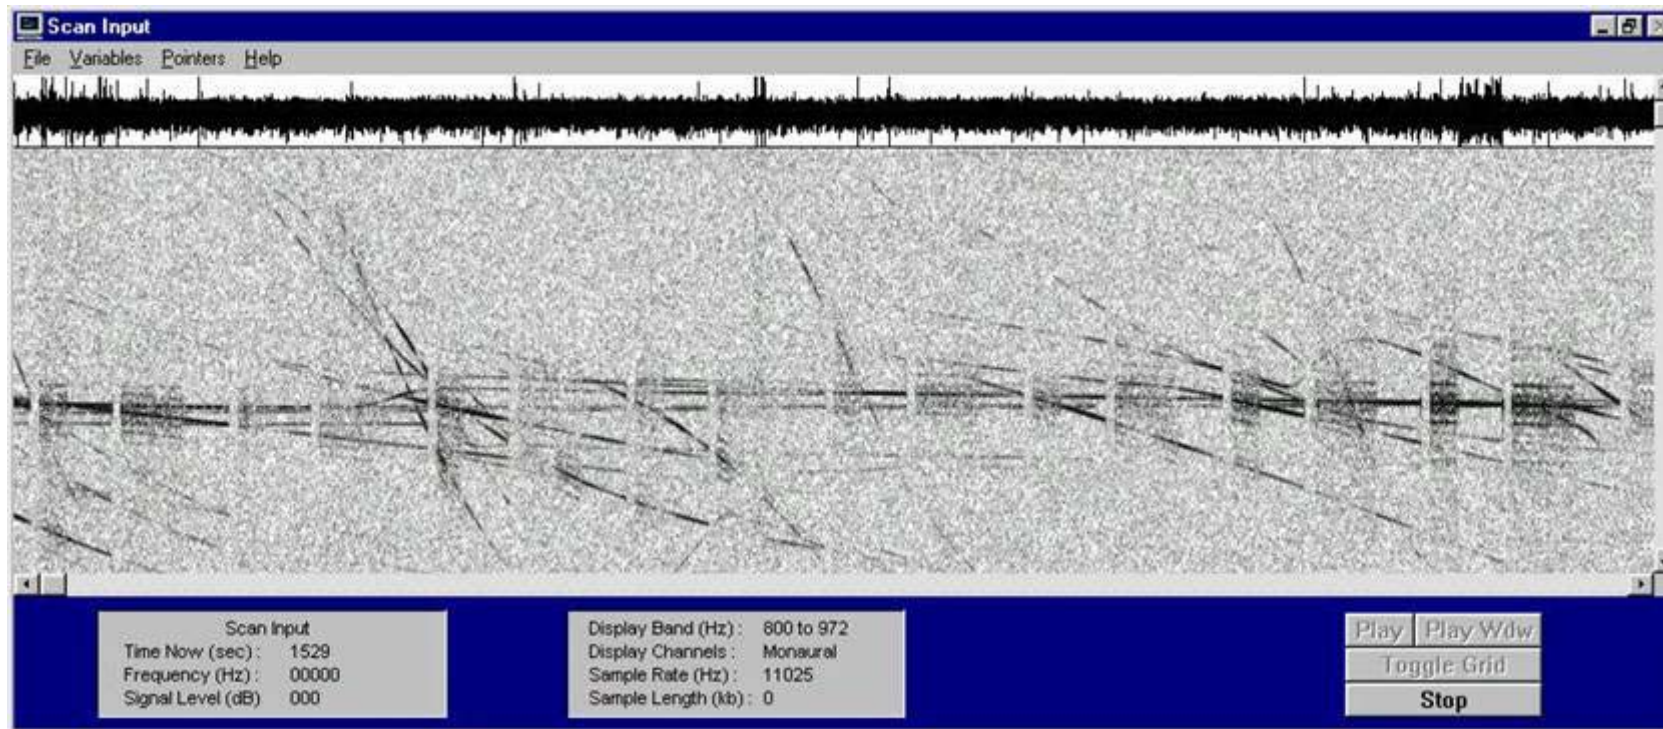 Scan Input
File Variables Pointers Help
Scan Input
Time Now (sec) : 1529
Frequency (Hz) : 00000
Signal Level (dB) 000
Display Band (Hz) : 800 to 972
Display Channels : Monaural
Sample Rate (Hz) : 11025
Sample Length (kb) : 0
Play Play Wdw
Toggle Grid
Stop